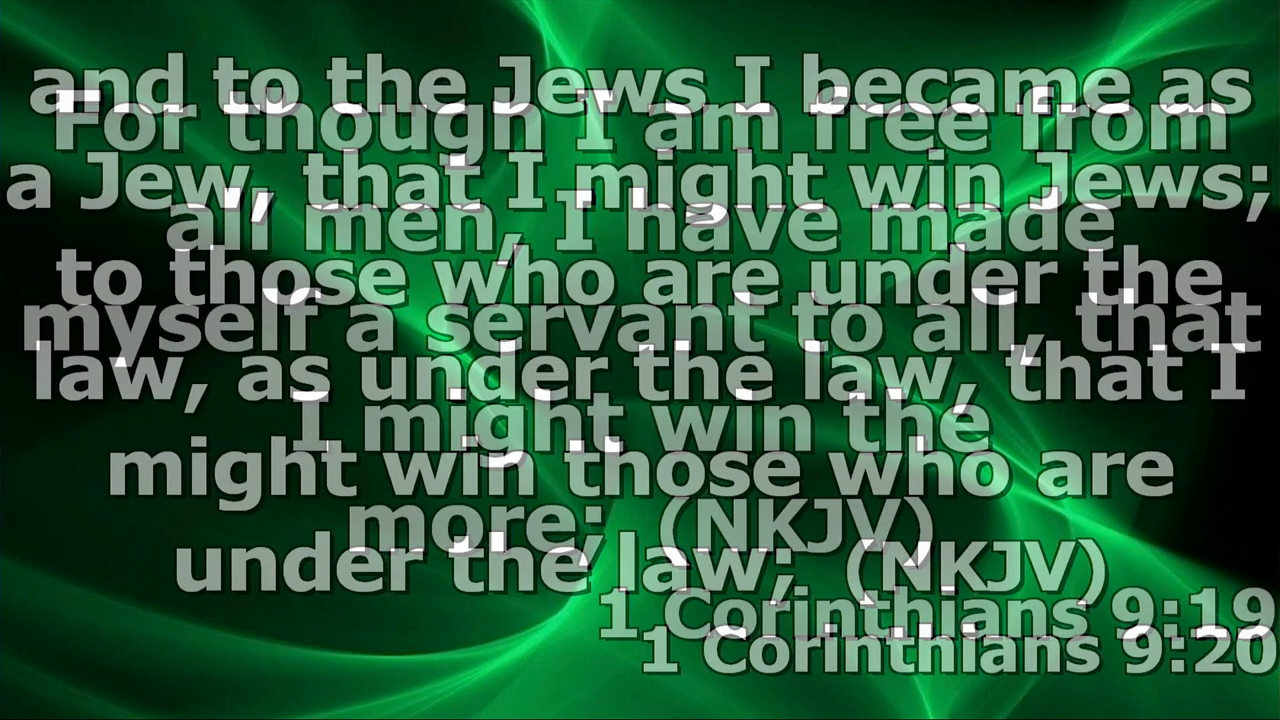 For though I am free from
all men, I have made
myself a servant to all, that
I might win the
more; (NKJV)
1 Corinthians 9:19
and to the Jews I became as
a Jew, that I might win Jews;
to those who are under the
law, as under the law, that I
might win those who are
under the law; (NKJV)
1 Corinthians 9:20